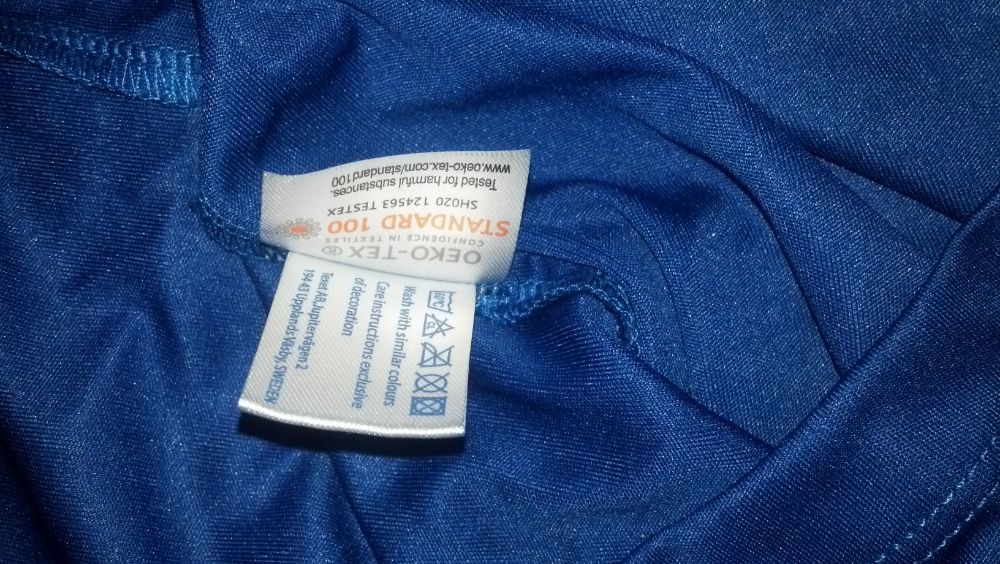 OEKO-TEX®
CONFIDENCE IN TEXTILES
STANDARD 100
SH020 124563 TESTEX
Tested for harmful substances.
www.oeko-tex.com/standard100
Wash with similar colours
Care instructions exclusive
of decoration
Texet AB, Jupitervägen 2
194 43 Upplands Väsby, SWEDEN